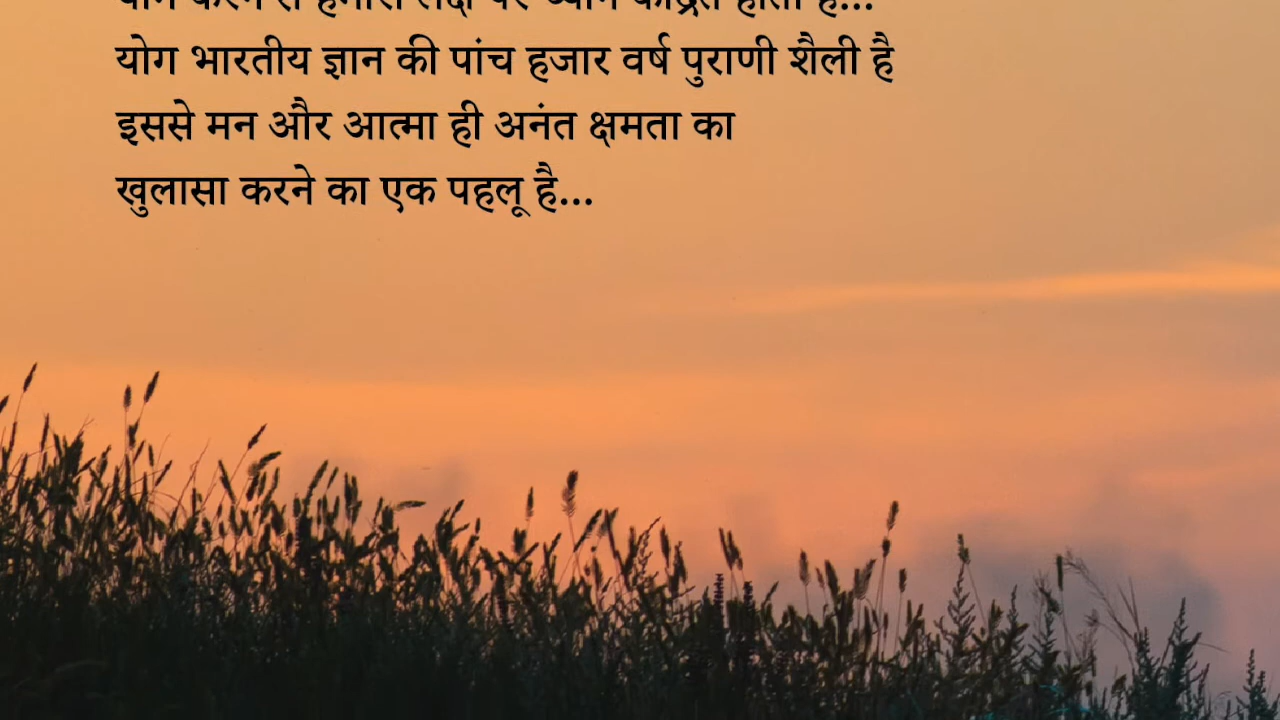 योग भारतीय ज्ञान की पांच हजार वर्ष पुराणी शैली है
इससे मन और आत्मा ही अनंत क्षमता का
खुलासा करने का एक पहलू है...